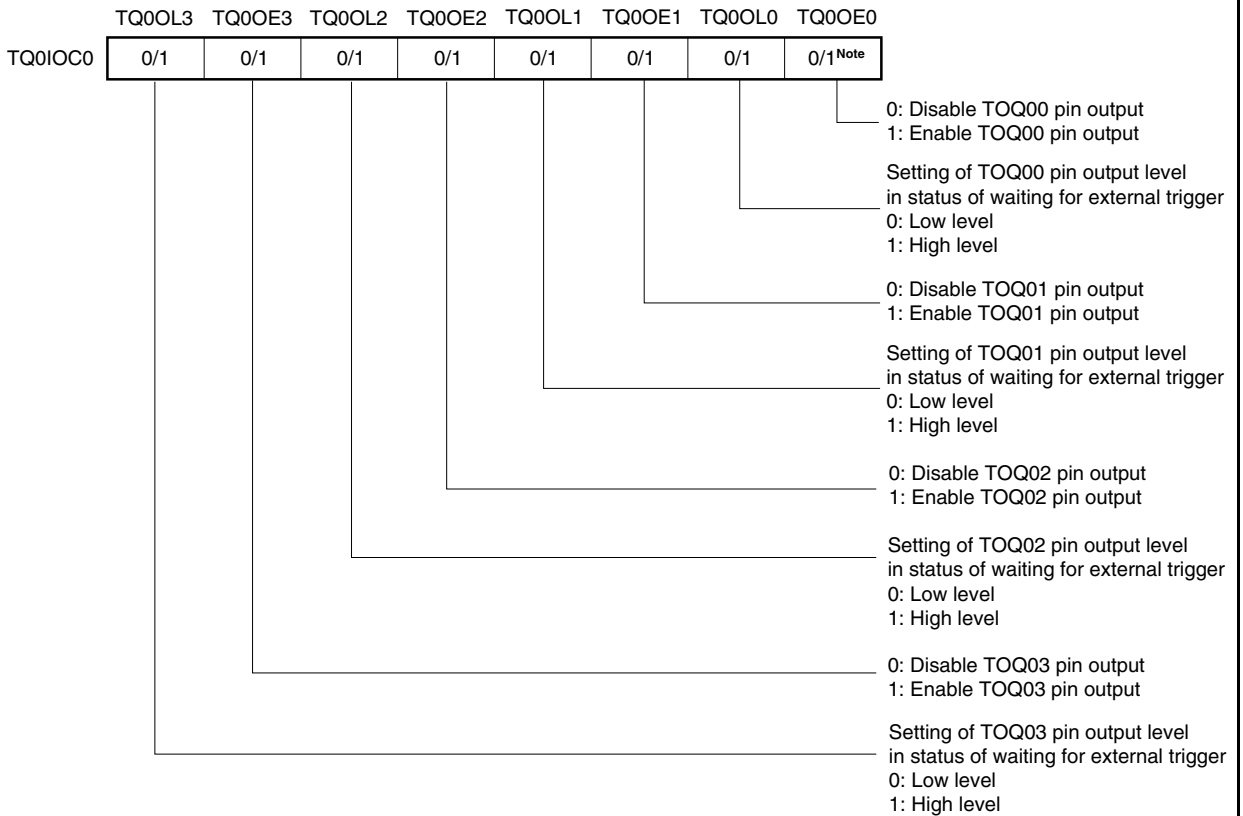 TQ0OL3 TQ0OE3 TQ0OL2 TQ0OE2 TQ0OL1 TQ0OE1 TQ0OL0 TQ0OE0
TQ0IOC0 0/1 0/1 0/1 0/1 0/1 0/1 0/1 0/1Note
0: Disable TOQ00 pin output
1: Enable TOQ00 pin output
Setting of TOQ00 pin output level
in status of waiting for external trigger
0: Low level
1: High level
0: Disable TOQ01 pin output
1: Enable TOQ01 pin output
Setting of TOQ01 pin output level
in status of waiting for external trigger
0: Low level
1: High level
0: Disable TOQ02 pin output
1: Enable TOQ02 pin output
Setting of TOQ02 pin output level
in status of waiting for external trigger
0: Low level
1: High level
0: Disable TOQ03 pin output
1: Enable TOQ03 pin output
Setting of TOQ03 pin output level
in status of waiting for external trigger
0: Low level
1: High level